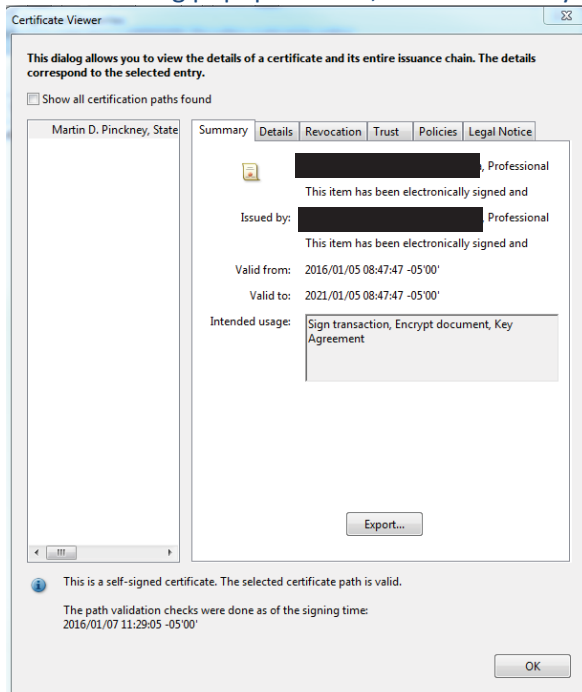 Certificate Viewer
This dialog allows you to view the details of a certificate and its entire issuance chain. The details
correspond to the selected entry.
Show all certification paths found
Martin D. Pinckney, State
Summary Details Revocation Trust Policies Legal Notice
, Professional
This item has been electronically signed and
Issued by: , Professional
This item has been electronically signed and
Valid from: 2016/01/05 08:47:47 -05'00'
Valid to: 2021/01/05 08:47:47 -05'00'
Intended usage: Sign transaction, Encrypt document, Key
Agreement
Export...
This is a self-signed certificate. The selected certificate path is valid.
The path validation checks were done as of the signing time:
2016/01/07 11:29:05 -05'00'
OK